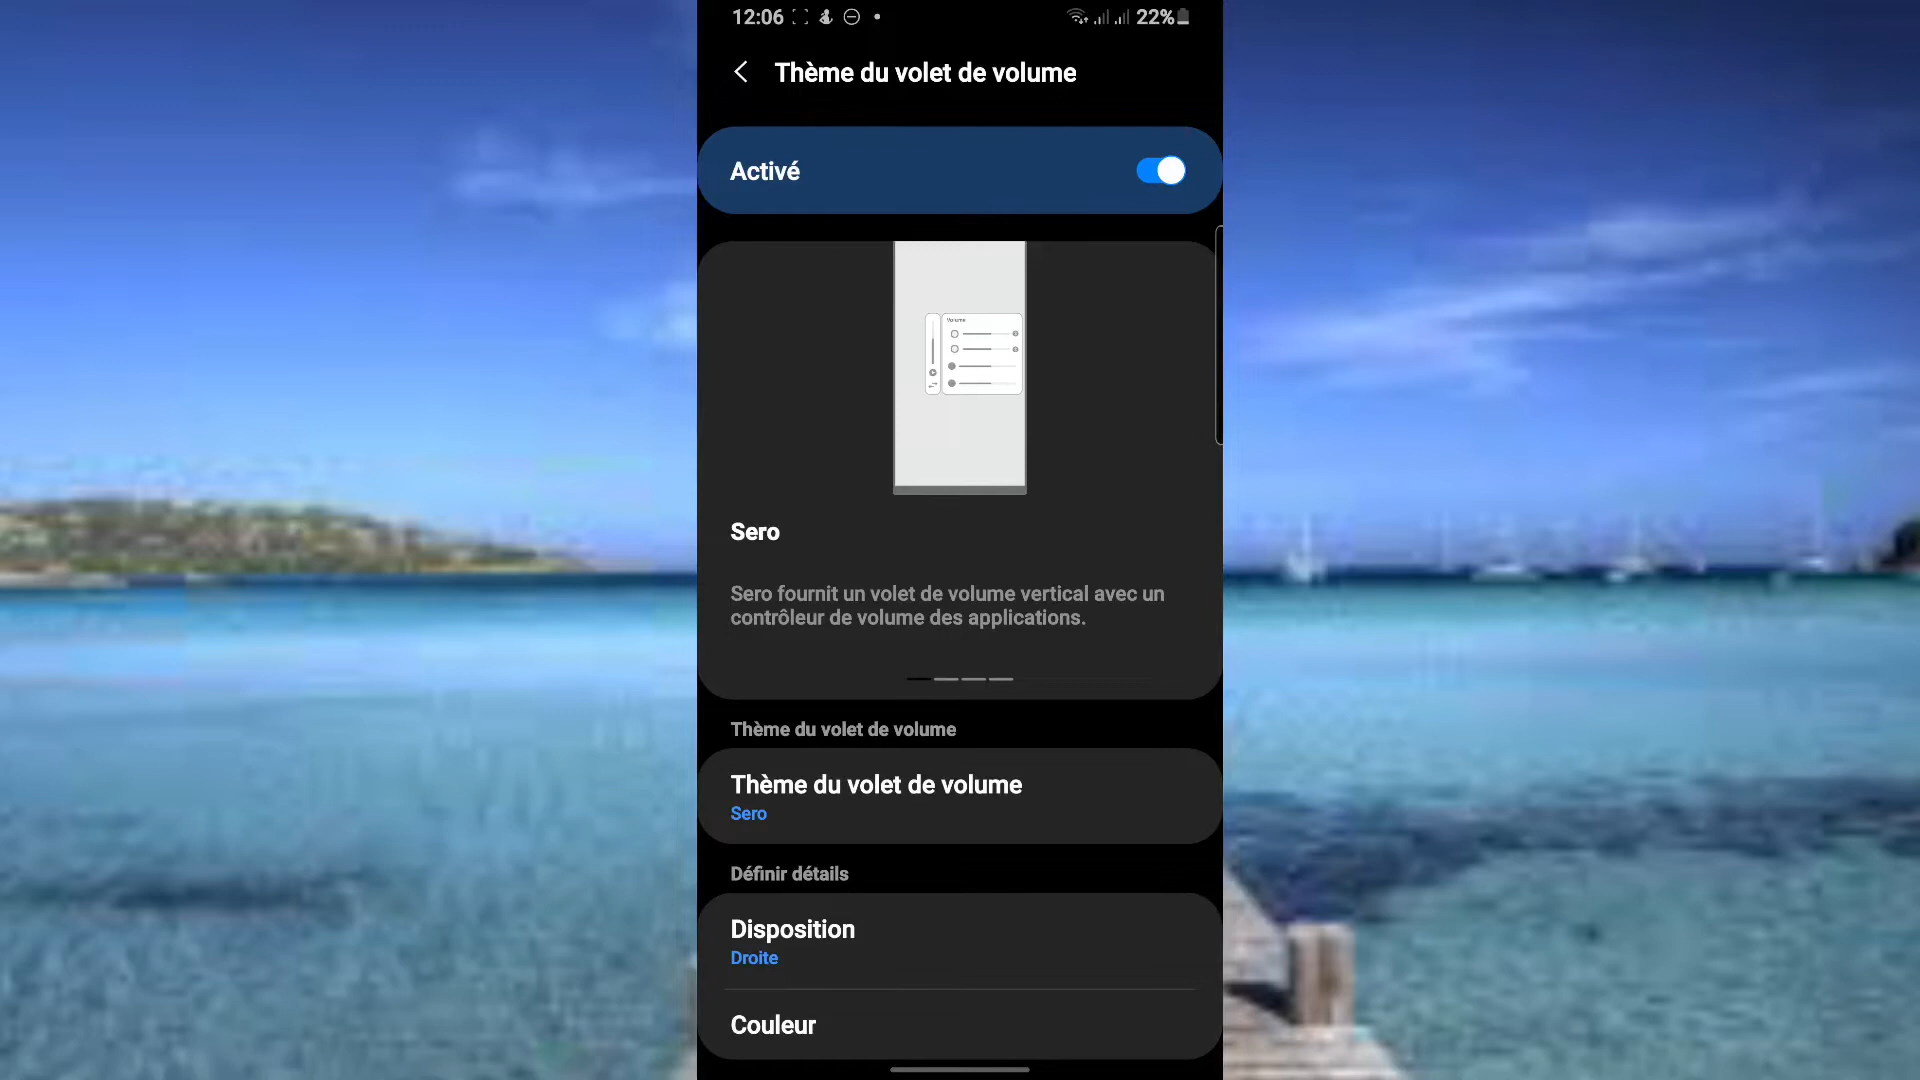 12:06
22%
Thème du volet de volume
Activé
Volume
Sero
Sero fournit un volet de volume vertical avec un
contrôleur de volume des applications.
Thème du volet de volume
Thème du volet de volume
Sero
Définir détails
Disposition
Droite
Couleur